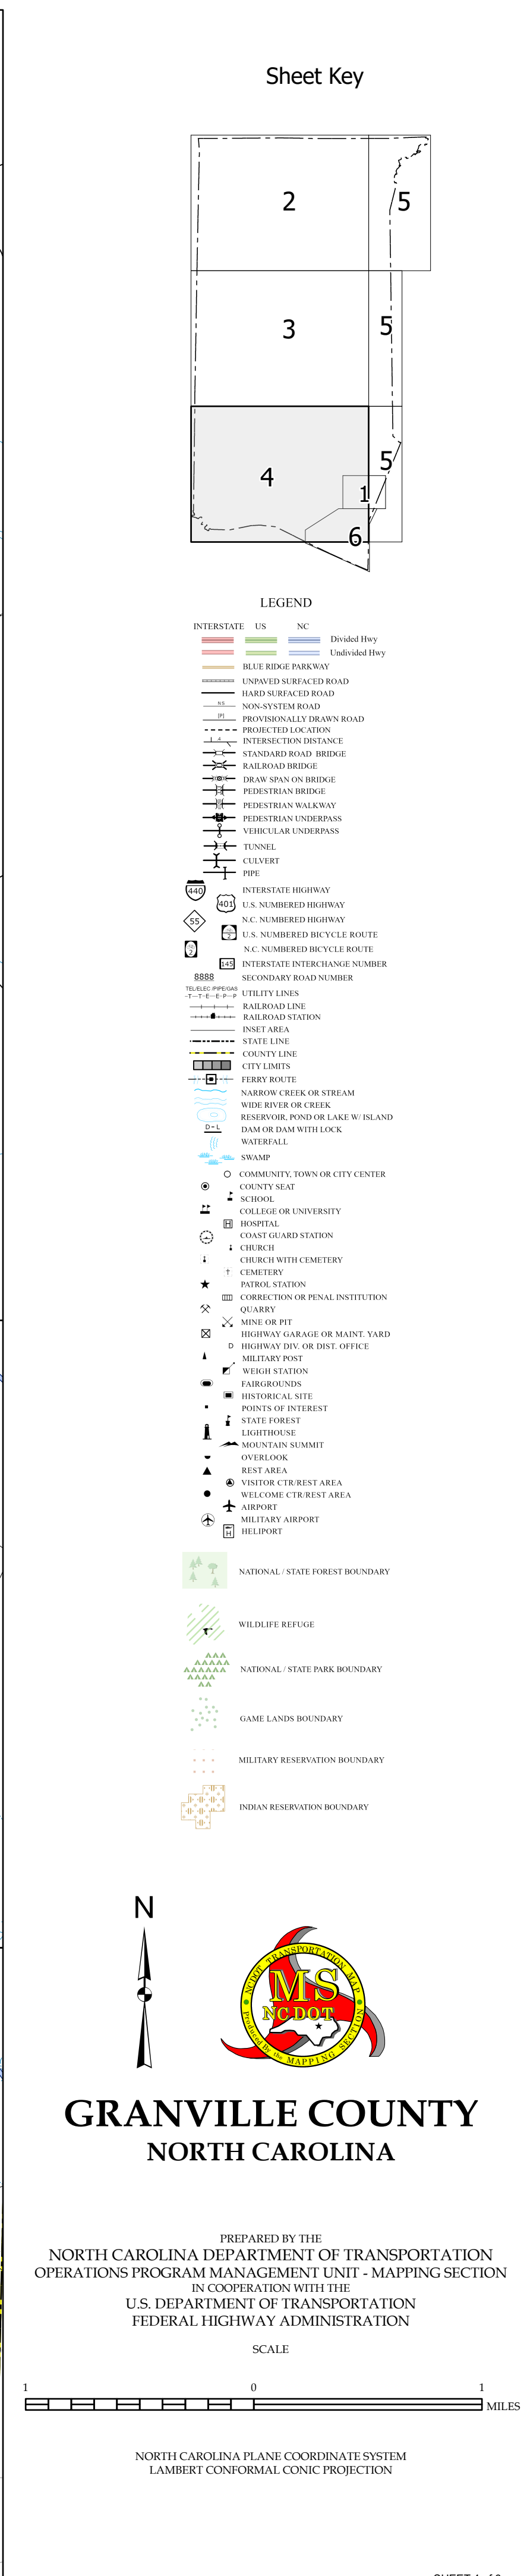 Sheet Key
2
5
3
5
4
5
1
6
LEGEND
INTERSTATE US NC
Divided Hwy
Undivided Hwy
BLUE RIDGE PARKWAY
UNPAVED SURFACED ROAD
HARD SURFACED ROAD
NS NON-SYSTEM ROAD
[P] PROVISIONALLY DRAWN ROAD
PROJECTED LOCATION
.4 INTERSECTION DISTANCE
STANDARD ROAD BRIDGE
RAILROAD BRIDGE
DRAW SPAN ON BRIDGE
PEDESTRIAN BRIDGE
PEDESTRIAN WALKWAY
PEDESTRIAN UNDERPASS
VEHICULAR UNDERPASS
TUNNEL
CULVERT
PIPE
440 INTERSTATE HIGHWAY
401 U.S. NUMBERED HIGHWAY
55 N.C. NUMBERED HIGHWAY
2 U.S. NUMBERED BICYCLE ROUTE
2 N.C. NUMBERED BICYCLE ROUTE
145 INTERSTATE INTERCHANGE NUMBER
8888 SECONDARY ROAD NUMBER
TEL/ELEC /PIPE/GAS
-T---T--E---E--P---P UTILITY LINES
RAILROAD LINE
RAILROAD STATION
INSET AREA
STATE LINE
COUNTY LINE
CITY LIMITS
FERRY ROUTE
NARROW CREEK OR STREAM
WIDE RIVER OR CREEK
RESERVOIR, POND OR LAKE W/ ISLAND
D-L DAM OR DAM WITH LOCK
WATERFALL
SWAMP
COMMUNITY, TOWN OR CITY CENTER
COUNTY SEAT
SCHOOL
COLLEGE OR UNIVERSITY
H HOSPITAL
COAST GUARD STATION
CHURCH
CHURCH WITH CEMETERY
CEMETERY
PATROL STATION
CORRECTION OR PENAL INSTITUTION
QUARRY
MINE OR PIT
HIGHWAY GARAGE OR MAINT. YARD
D HIGHWAY DIV. OR DIST. OFFICE
MILITARY POST
WEIGH STATION
FAIRGROUNDS
HISTORICAL SITE
POINTS OF INTEREST
STATE FOREST
LIGHTHOUSE
MOUNTAIN SUMMIT
OVERLOOK
REST AREA
VISITOR CTR/REST AREA
WELCOME CTR/REST AREA
AIRPORT
MILITARY AIRPORT
H HELIPORT
NATIONAL / STATE FOREST BOUNDARY
WILDLIFE REFUGE
NATIONAL / STATE PARK BOUNDARY
GAME LANDS BOUNDARY
MILITARY RESERVATION BOUNDARY
INDIAN RESERVATION BOUNDARY
N
NCDOT TRANSPORTATION MAP
MS
NCDOT
Produced By the MAPPING SECTION
GRANVILLE COUNTY
NORTH CAROLINA
PREPARED BY THE
NORTH CAROLINA DEPARTMENT OF TRANSPORTATION
OPERATIONS PROGRAM MANAGEMENT UNIT - MAPPING SECTION
IN COOPERATION WITH THE
U.S. DEPARTMENT OF TRANSPORTATION
FEDERAL HIGHWAY ADMINISTRATION
SCALE
1 0 1
MILES
NORTH CAROLINA PLANE COORDINATE SYSTEM
LAMBERT CONFORMAL CONIC PROJECTION